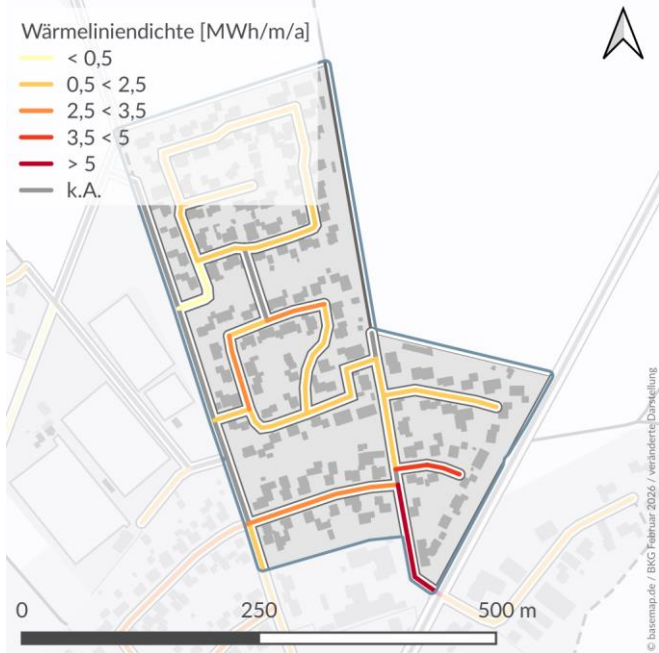 Wärmeliniendichte [MWh/m/a]
< 0,5
0,5 < 2,5
2,5 < 3,5
3,5 < 5
> 5
k.A.
0 250 500 m
© basemap.de / BKG Februar 2026 / veränderte Darstellung